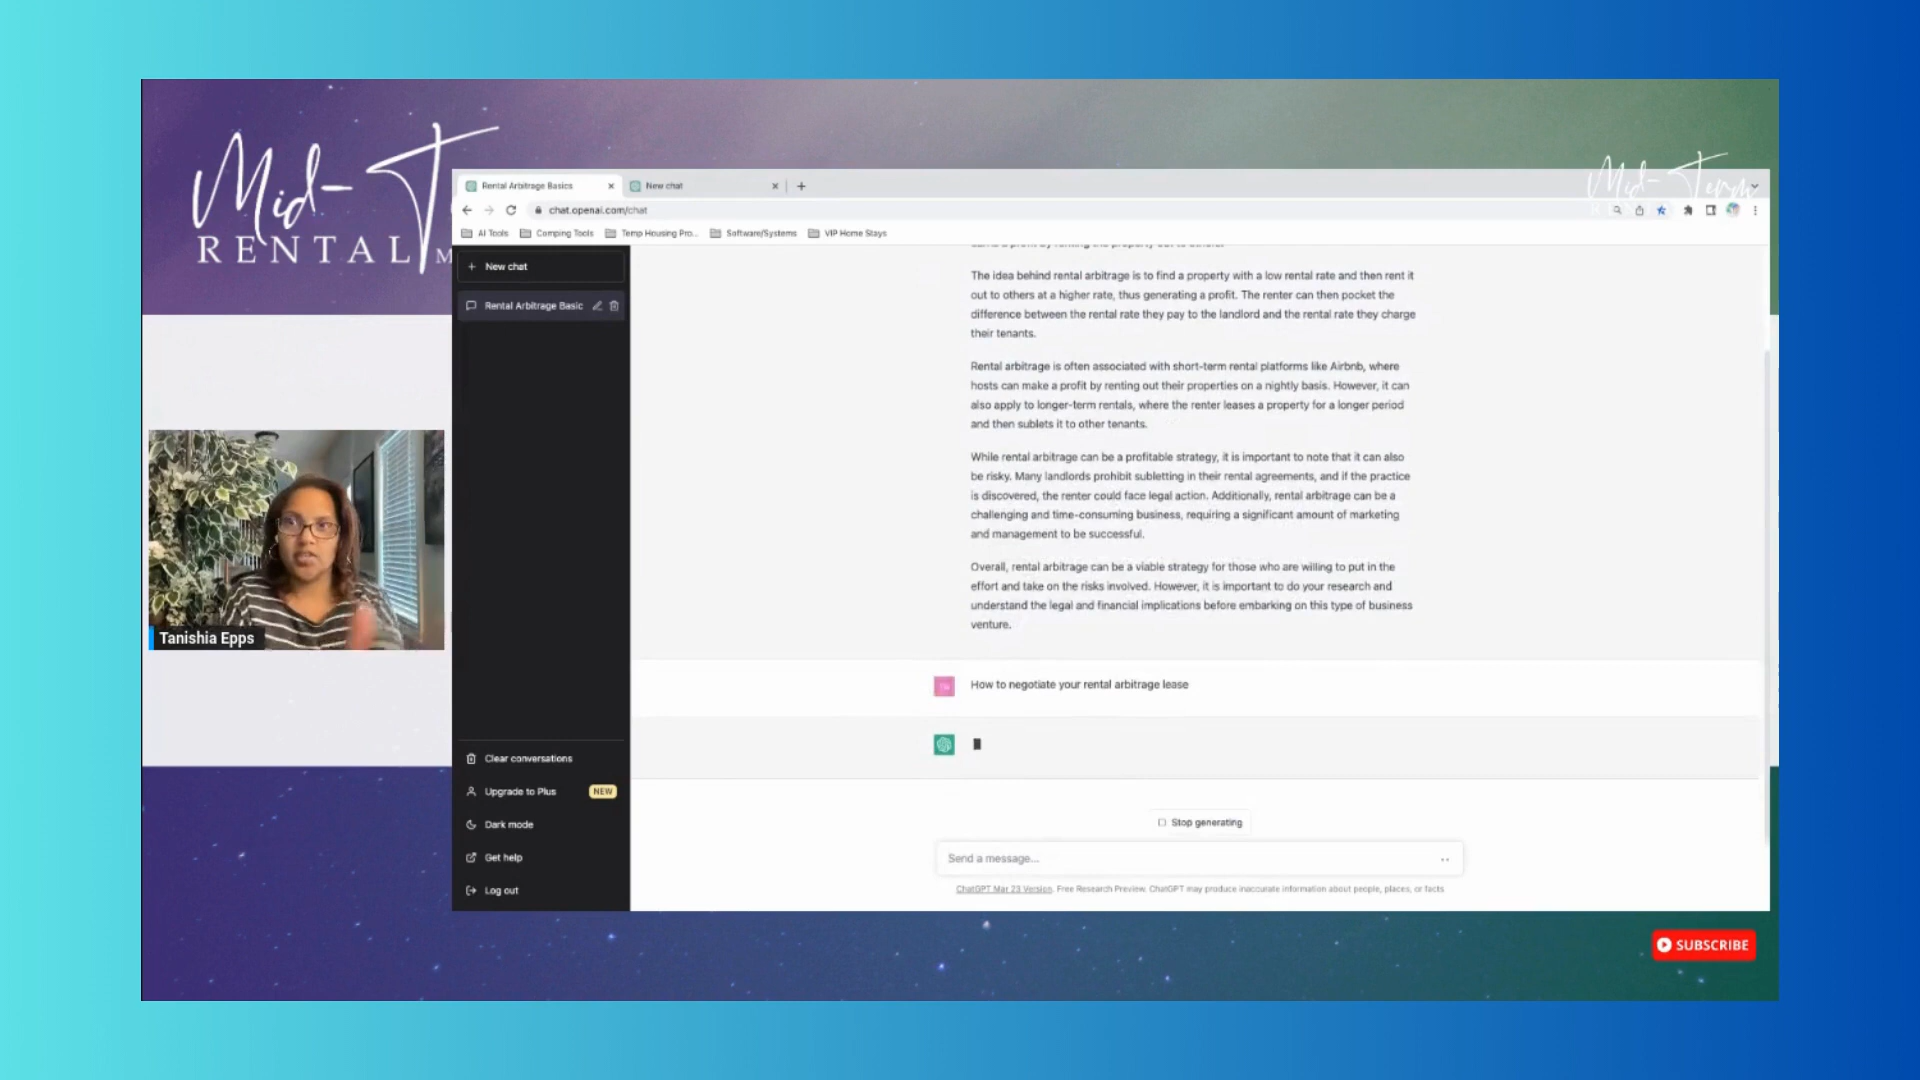 Mid-T
RENTAL M
Mid-Term
Rental Arbitrage Basics
New chat
chat.openai.com/chat
AI Tools
Comping Tools
Temp Housing Pro...
Software/Systems
VIP Home Stays
New chat
Rental Arbitrage Basic
The idea behind rental arbitrage is to find a property with a low rental rate and then rent it
out to others at a higher rate, thus generating a profit. The renter can then pocket the
difference between the rental rate they pay to the landlord and the rental rate they charge
their tenants.
Rental arbitrage is often associated with short-term rental platforms like Airbnb, where
hosts can make a profit by renting out their properties on a nightly basis. However, it can
also apply to longer-term rentals, where the renter leases a property for a longer period
and then sublets it to other tenants.
While rental arbitrage can be a profitable strategy, it is important to note that it can also
be risky. Many landlords prohibit subletting in their rental agreements, and if the practice
is discovered, the renter could face legal action. Additionally, rental arbitrage can be a
challenging and time-consuming business, requiring a significant amount of marketing
and management to be successful.
Overall, rental arbitrage can be a viable strategy for those who are willing to put in the
effort and take on the risks involved. However, it is important to do your research and
understand the legal and financial implications before embarking on this type of business
venture.
Tanishia Epps
How to negotiate your rental arbitrage lease
Clear conversations
Upgrade to Plus
NEW
Dark mode
Get help
Log out
Stop generating
Send a message...
ChatGPT Mar 23 Version. Free Research Preview. ChatGPT may produce inaccurate information about people, places, or facts
SUBSCRIBE